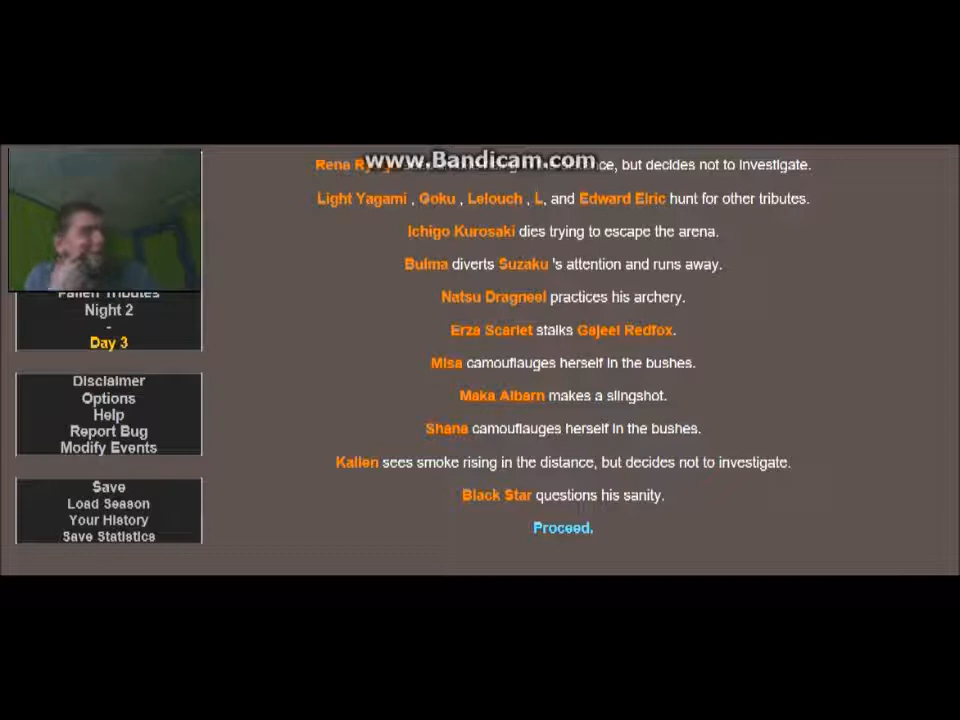 www.Bandicam.com
Rena but decides not to investigate.
Light Yagami , Goku , Lelouch , L, and Edward Elric hunt for other tributes.
Ichigo Kurosaki dies trying to escape the arena.
Bulma diverts Suzaku 's attention and runs away.
Natsu Dragneel practices his archery.
Erza Scarlet stalks Gajeel Redfox.
Misa camouflauges herself in the bushes.
Maka Albarn makes a slingshot.
Shana camouflauges herself in the bushes.
Kallen sees smoke rising in the distance, but decides not to investigate.
Black Star questions his sanity.
Proceed.
Fallen Tributes
Night 2
-
Day 3
Disclaimer
Options
Help
Report Bug
Modify Events
Save
Load Season
Your History
Save Statistics